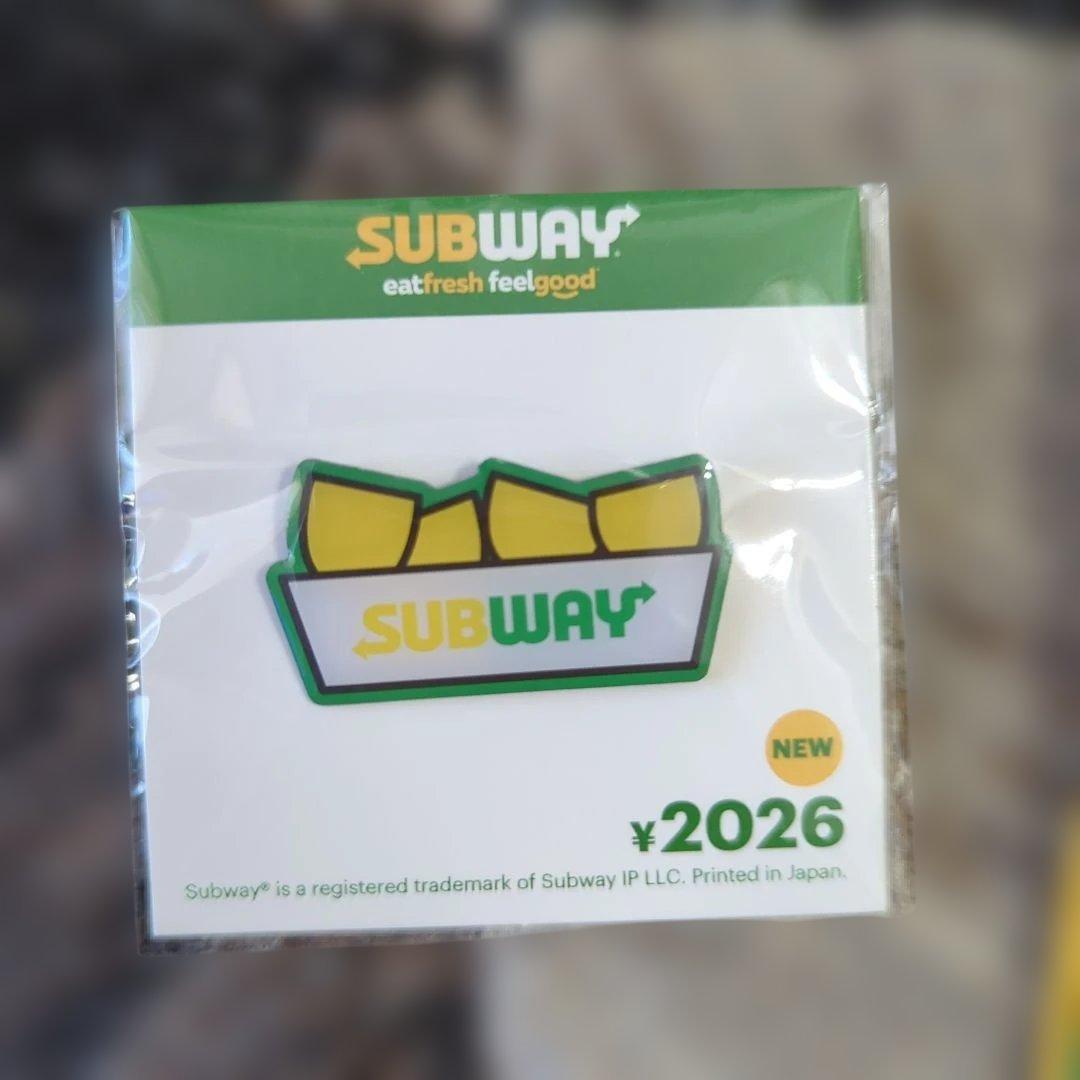 SUBWAY
eatfresh feelgood
SUBWAY
NEW
¥2026
Subway® is a registered trademark of Subway IP LLC. Printed in Japan.